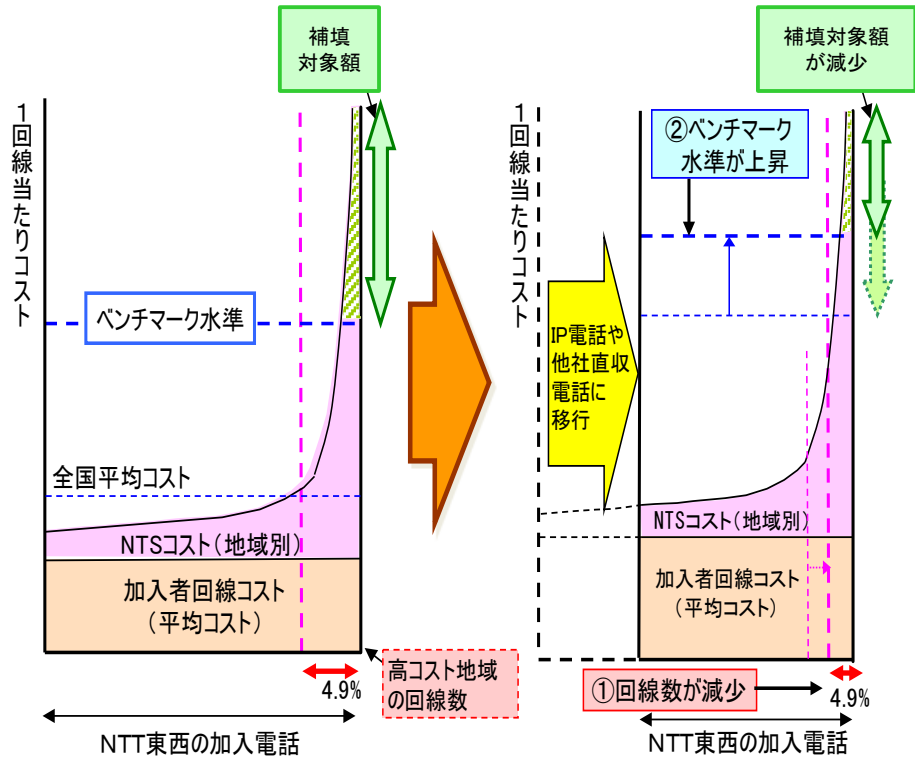 補填
対象額
1回線当たりコスト
ベンチマーク水準
全国平均コスト
NTSコスト(地域別)
加入者回線コスト
(平均コスト)
4.9%
高コスト地域
の回線数
NTT東西の加入電話
補填対象額
が減少
1回線当たりコスト
②ベンチマーク
水準が上昇
IP電話や
他社直収
電話に
移行
NTSコスト(地域別)
加入者回線コスト
(平均コスト)
①回線数が減少
4.9%
NTT東西の加入電話